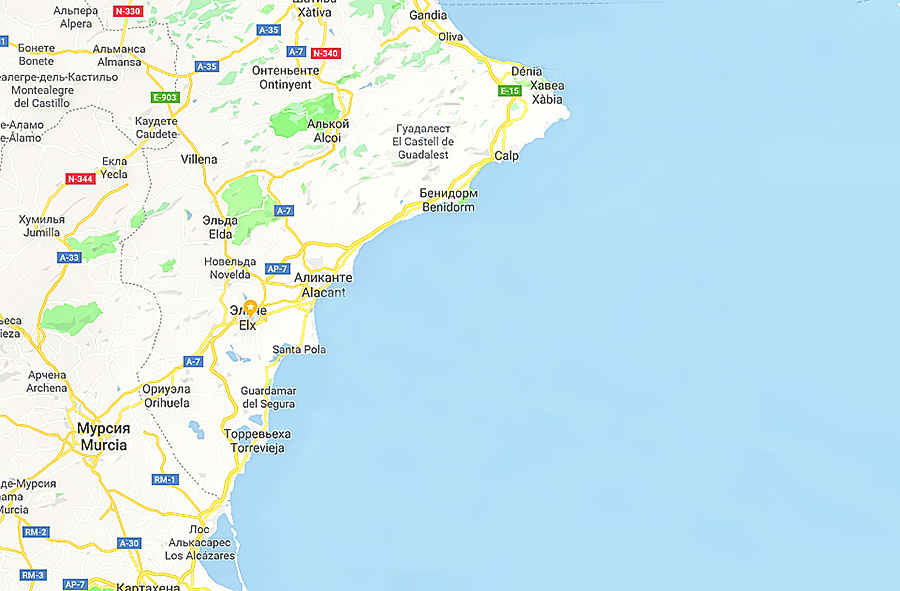 Шатива
Xàtiva
Gandia
Альпера
Alpera
N-330
A-35
Oliva
Бонете
Bonete
Альманса
Almansa
A-7
N-340
A-35
Онтеньенте
Ontinyent
Dénia
Хавеа
Xàbia
E-15
алегре-дель-Кастильо
Montealegre
del Castillo
E-903
е-Аламо
e-Álamo
Каудете
Caudete
Алькой
Alcoi
Гуадалест
El Castell de
Guadalest
Екла
Yecla
Villena
Calp
N-344
Бенидорм
Benidorm
Хумилья
Jumilla
Эльда
Elda
A-7
A-33
Новельда
Novelda
AP-7
Аликанте
Alacant
Elx
Santa Pola
A-7
Арчена
Archena
Ориуэла
Orihuela
Guardamar
del Segura
Мурсия
Murcia
Торревьеха
Torrevieja
RM-1
де-Мурсия
ama
Murcia
RM-2
A-30
Лос
Алькасарес
Los Alcázares
RM-3
AP-7
Картахена